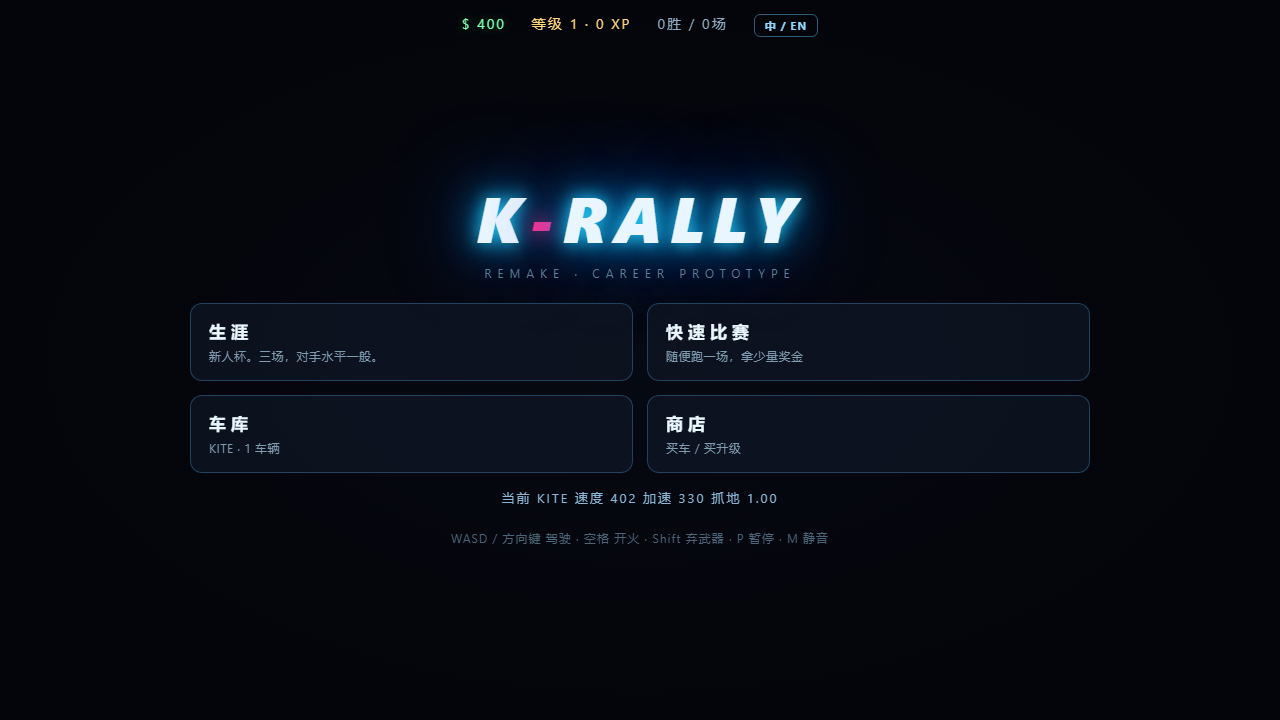 $ 400 等级 1 · 0 XP 0胜 / 0场 中 / EN
K-RALLY
REMAKE · CAREER PROTOTYPE
生涯
新人杯。三场，对手水平一般。
快速比赛
随便跑一场，拿少量奖金
车库
KITE · 1 车辆
商店
买车 / 买升级
当前 KITE 速度 402 加速 330 抓地 1.00
WASD / 方向键 驾驶 · 空格 开火 · Shift 弃武器 · P 暂停 · M 静音